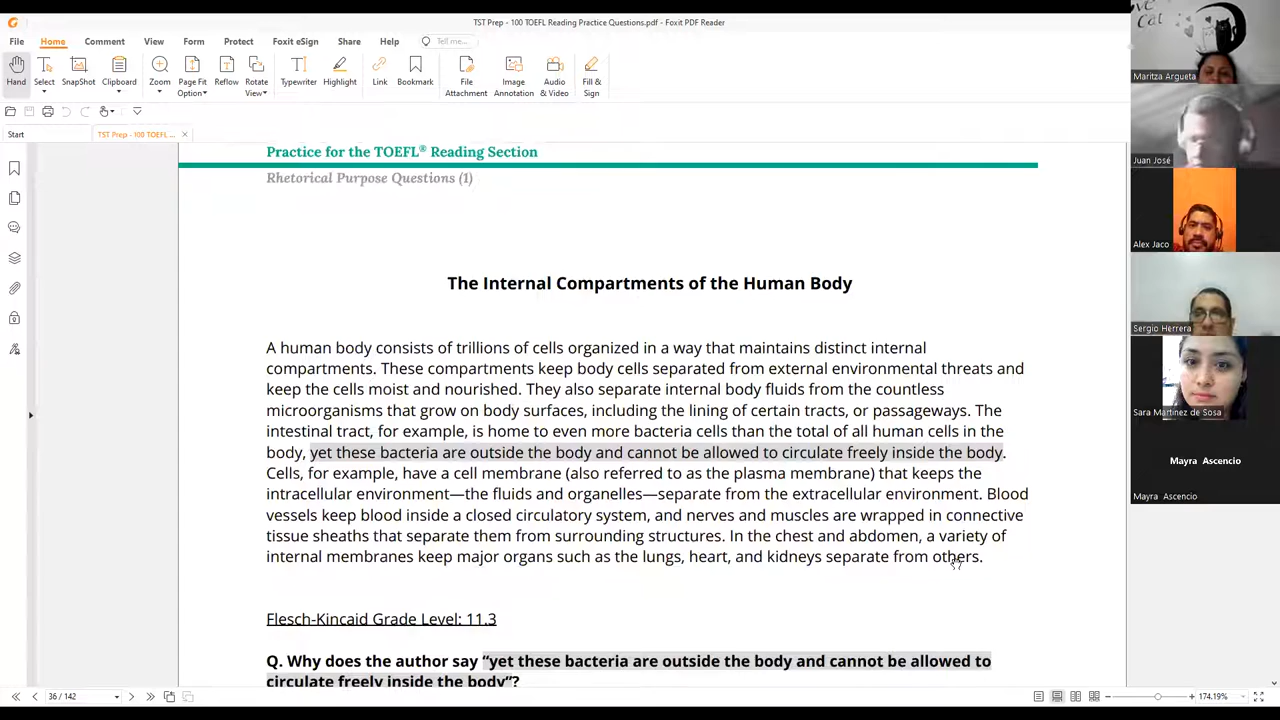 TST Prep - 100 TOEFL Reading Practice Questions.pdf - Foxit PDF Reader
File Home Comment View Form Protect Foxit eSign Share Help Tell me...
Hand Select SnapShot Clipboard Zoom Page Fit Option Reflow Rotate View Typewriter Highlight Link Bookmark File Attachment Image Annotation Audio & Video Fill & Sign
Start TST Prep - 100 TOEFL ...
Practice for the TOEFL® Reading Section
Rhetorical Purpose Questions (1)
The Internal Compartments of the Human Body
A human body consists of trillions of cells organized in a way that maintains distinct internal
compartments. These compartments keep body cells separated from external environmental threats and
keep the cells moist and nourished. They also separate internal body fluids from the countless
microorganisms that grow on body surfaces, including the lining of certain tracts, or passageways. The
intestinal tract, for example, is home to even more bacteria cells than the total of all human cells in the
body, yet these bacteria are outside the body and cannot be allowed to circulate freely inside the body.
Cells, for example, have a cell membrane (also referred to as the plasma membrane) that keeps the
intracellular environment—the fluids and organelles—separate from the extracellular environment. Blood
vessels keep blood inside a closed circulatory system, and nerves and muscles are wrapped in connective
tissue sheaths that separate them from surrounding structures. In the chest and abdomen, a variety of
internal membranes keep major organs such as the lungs, heart, and kidneys separate from others.
Flesch-Kincaid Grade Level: 11.3
Q. Why does the author say “yet these bacteria are outside the body and cannot be allowed to
circulate freely inside the body”?
36 / 142
174.19%
Cat
Maritza Argueta
Juan José
Alex Jaco
Sergio Herrera
Sara Martinez de Sosa
Mayra Ascencio
Mayra Ascencio